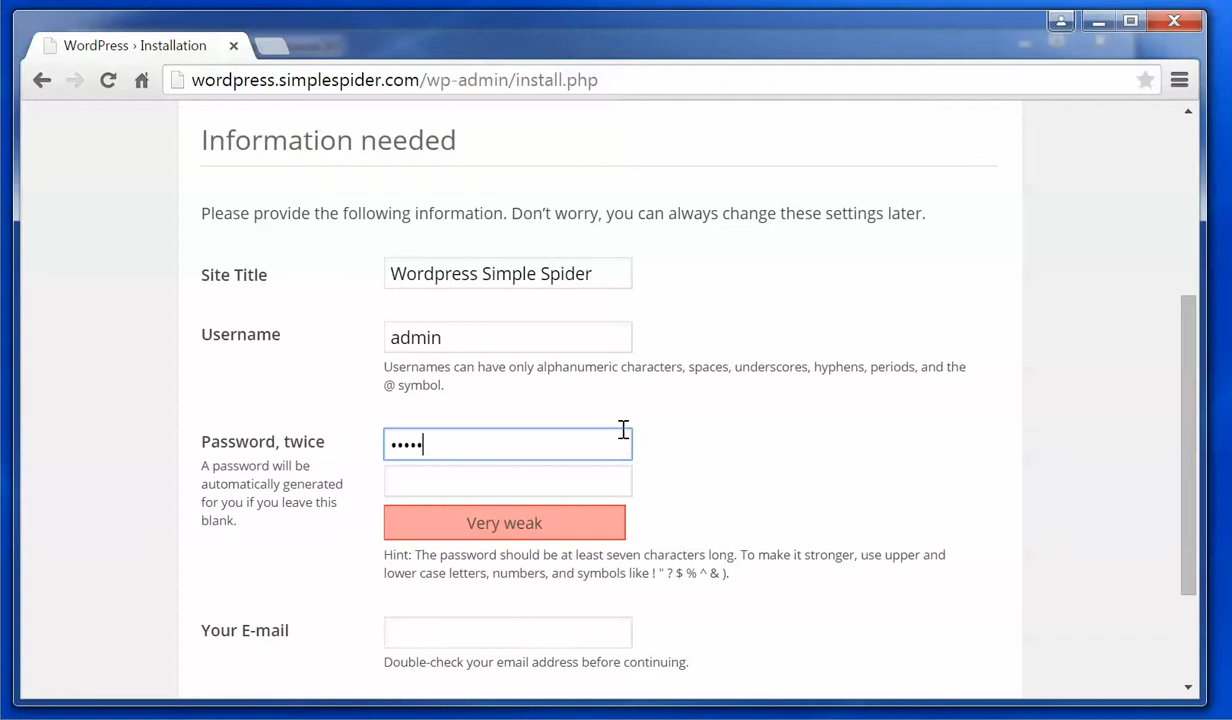 WordPress › Installation
wordpress.simplespider.com/wp-admin/install.php
Information needed
Please provide the following information. Don’t worry, you can always change these settings later.
Site Title
Wordpress Simple Spider
Username
admin
Usernames can have only alphanumeric characters, spaces, underscores, hyphens, periods, and the
@ symbol.
Password, twice
•••••
A password will be
automatically generated
for you if you leave this
blank.
Very weak
Hint: The password should be at least seven characters long. To make it stronger, use upper and
lower case letters, numbers, and symbols like ! " ? $ % ^ & ).
Your E-mail
Double-check your email address before continuing.